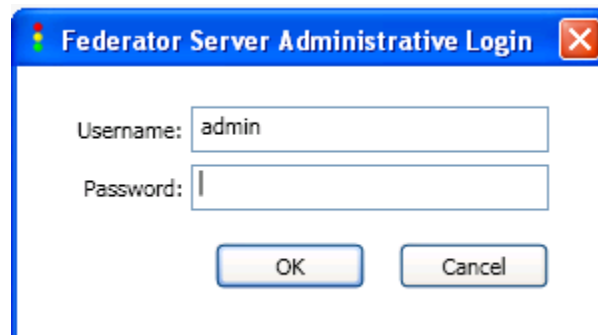 Federator Server Administrative Login
Username: admin
Password:
OK Cancel